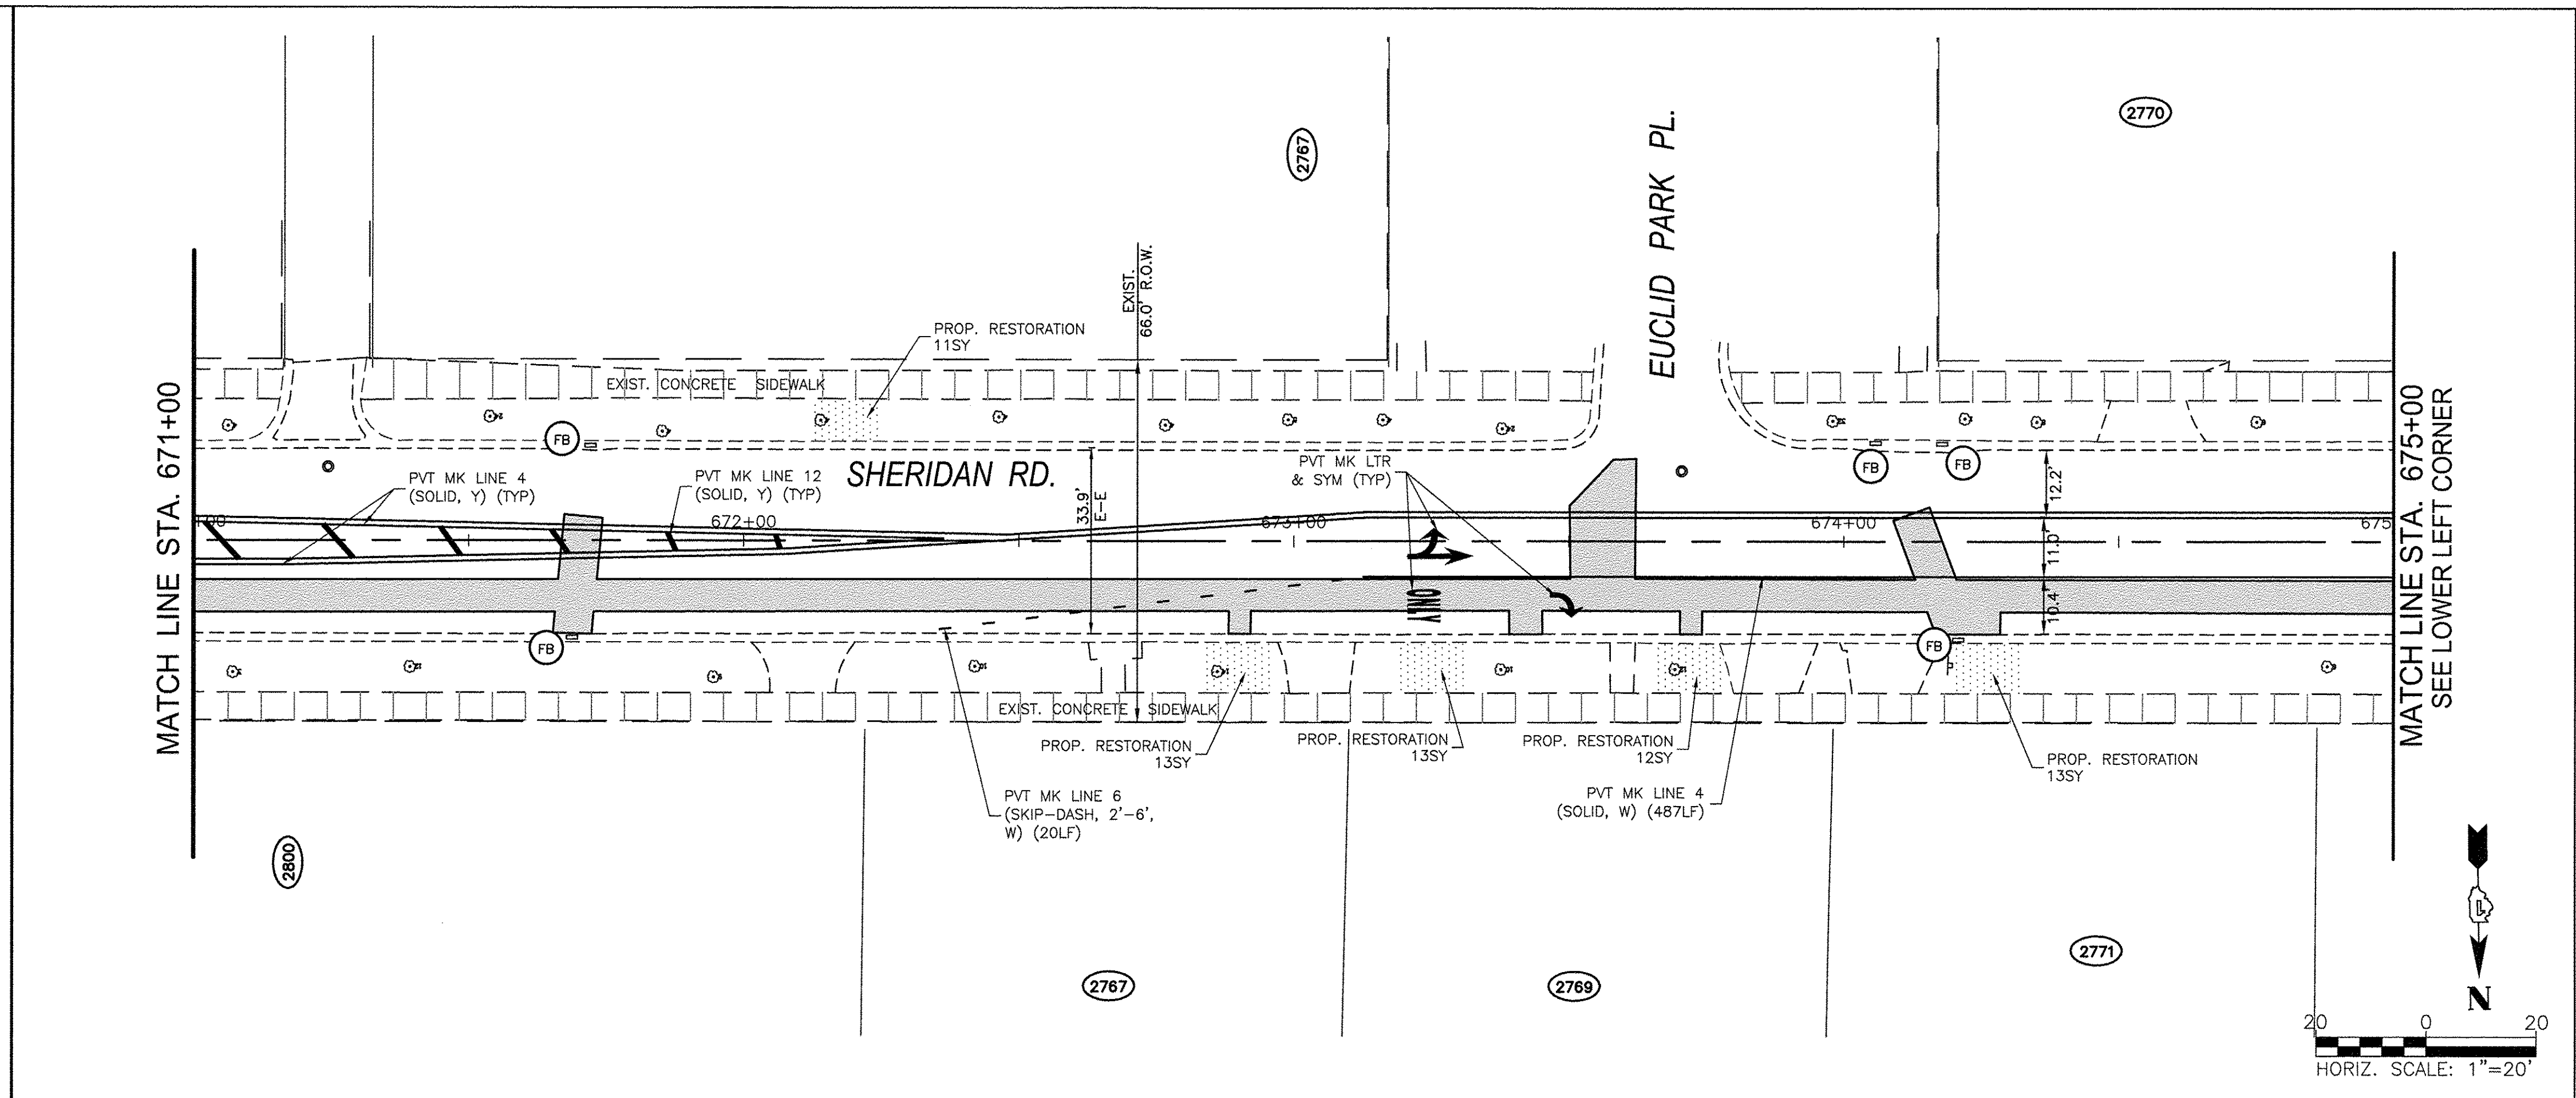 2770
2767
EUCLID PARK PL.
EXIST.
66.0' R.O.W.
PROP. RESTORATION
11SY
EXIST. CONCRETE SIDEWALK
MATCH LINE STA. 671+00
MATCH LINE STA. 675+00
SEE LOWER LEFT CORNER
FB
FB
FB
SHERIDAN RD.
PVT MK LINE 4
(SOLID, Y) (TYP)
PVT MK LINE 12
(SOLID, Y) (TYP)
PVT MK LTR
& SYM (TYP)
33.9'
E-E
12.2'
+00
672+00
673+00
674+00
675
11.0'
10.4'
ONLY
FB
FB
EXIST. CONCRETE SIDEWALK
PROP. RESTORATION
13SY
PROP. RESTORATION
13SY
PROP. RESTORATION
12SY
PROP. RESTORATION
13SY
PVT MK LINE 6
(SKIP-DASH, 2'-6',
W) (20LF)
PVT MK LINE 4
(SOLID, W) (487LF)
2800
2767
2769
2771
N
20 0 20
HORIZ. SCALE: 1"=20'